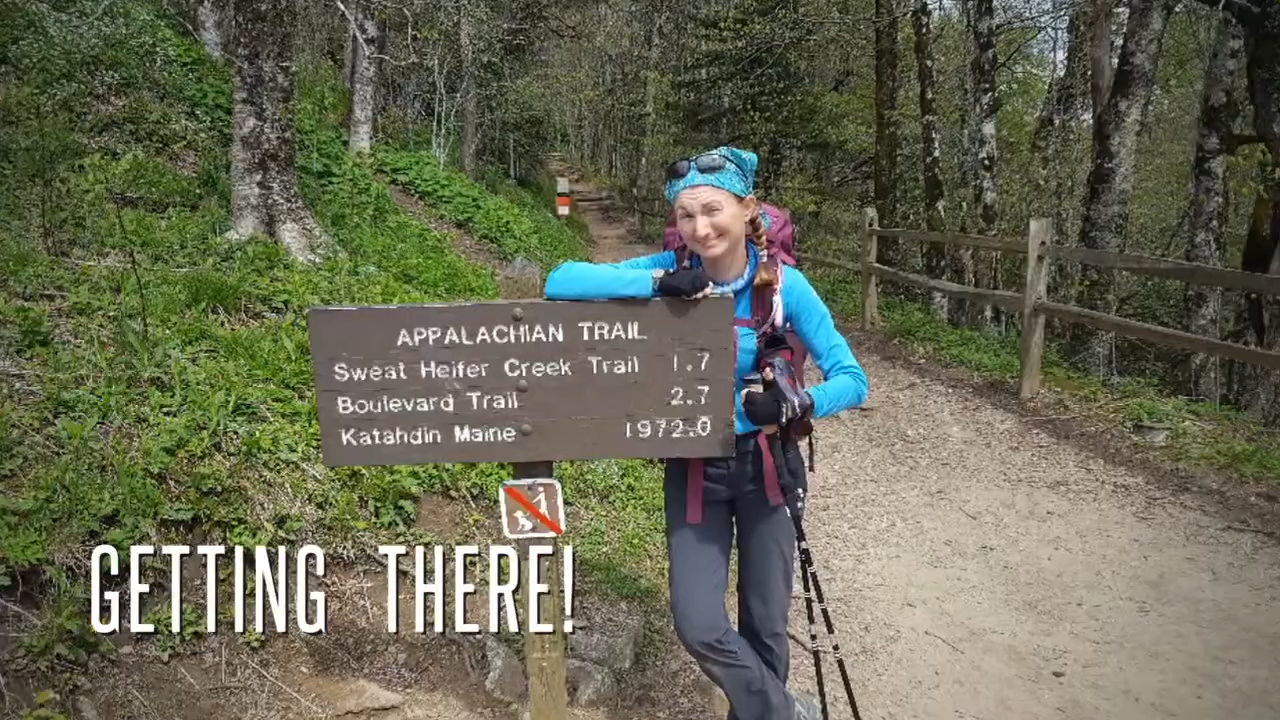 APPALACHIAN TRAIL
Sweat Heifer Creek Trail 1.7
Boulevard Trail 2.7
Katahdin Maine 1972.0
GETTING THERE!